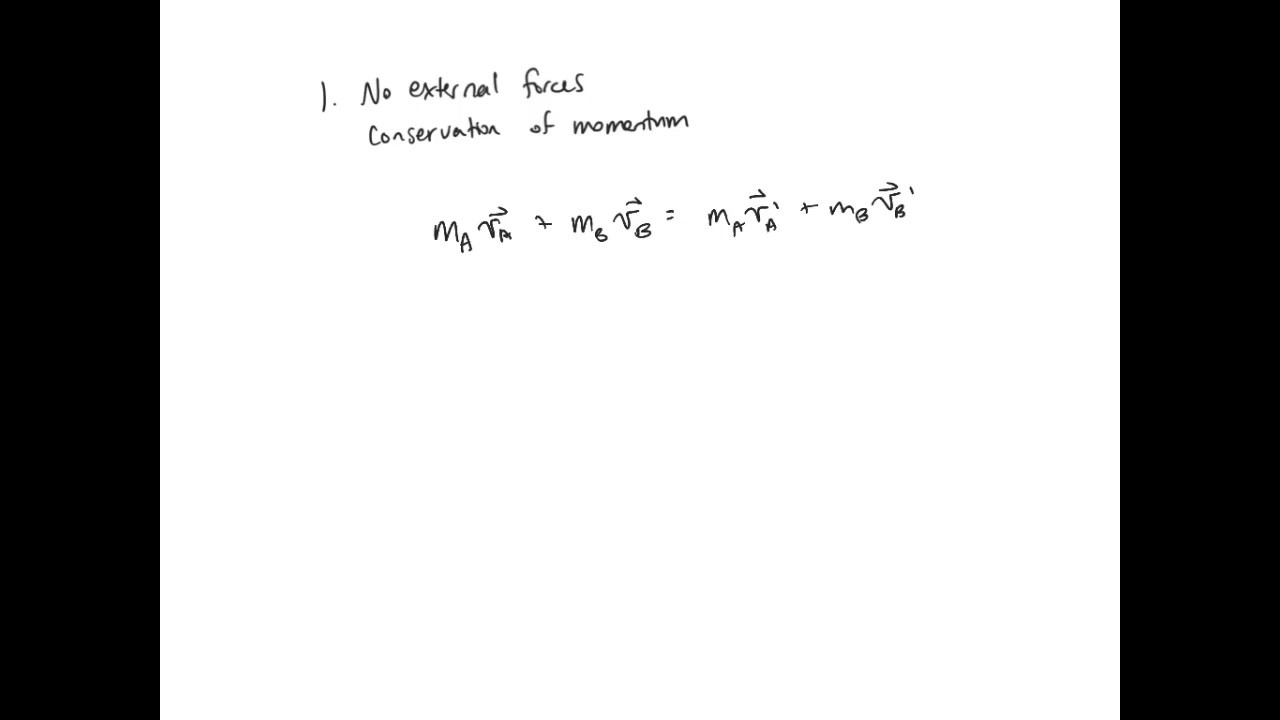 1. No external forces
Conservation of momentum
m_A v⃗_A + m_B v⃗_B = m_A v⃗_A' + m_B v⃗_B'